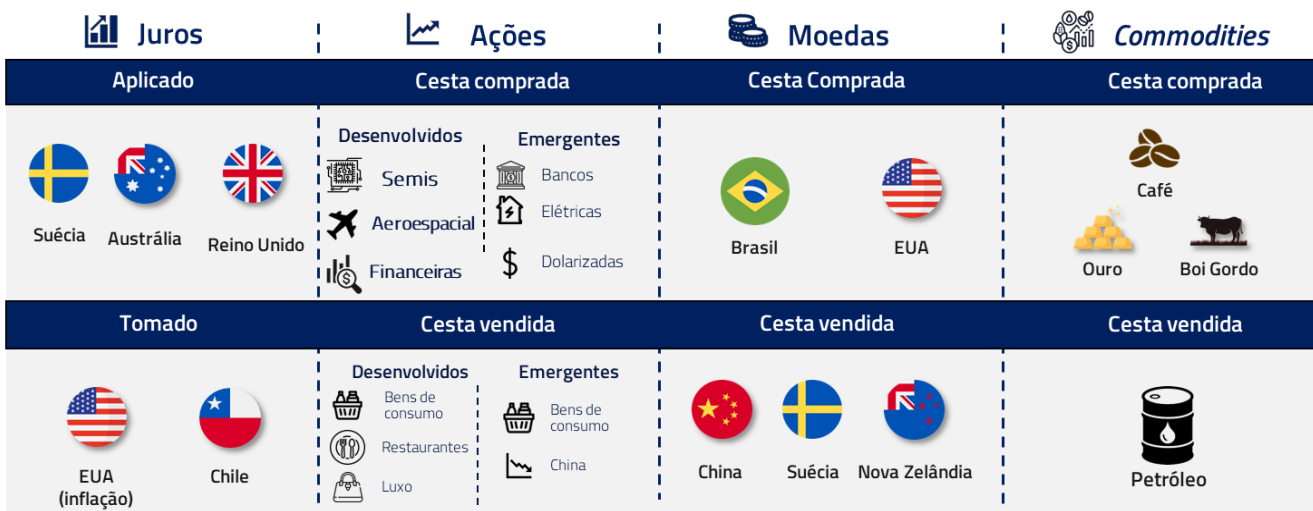 Juros
Ações
Moedas
Commodities
Aplicado
Cesta comprada
Cesta Comprada
Cesta comprada
Suécia
Austrália
Reino Unido
Desenvolvidos
Semis
Aeroespacial
Financeiras
Emergentes
Bancos
Elétricas
Dolarizadas
Brasil
EUA
Café
Ouro
Boi Gordo
Tomado
Cesta vendida
Cesta vendida
Cesta vendida
EUA
(inflação)
Chile
Desenvolvidos
Bens de
consumo
Restaurantes
Luxo
Emergentes
Bens de
consumo
China
China
Suécia
Nova Zelândia
Petróleo